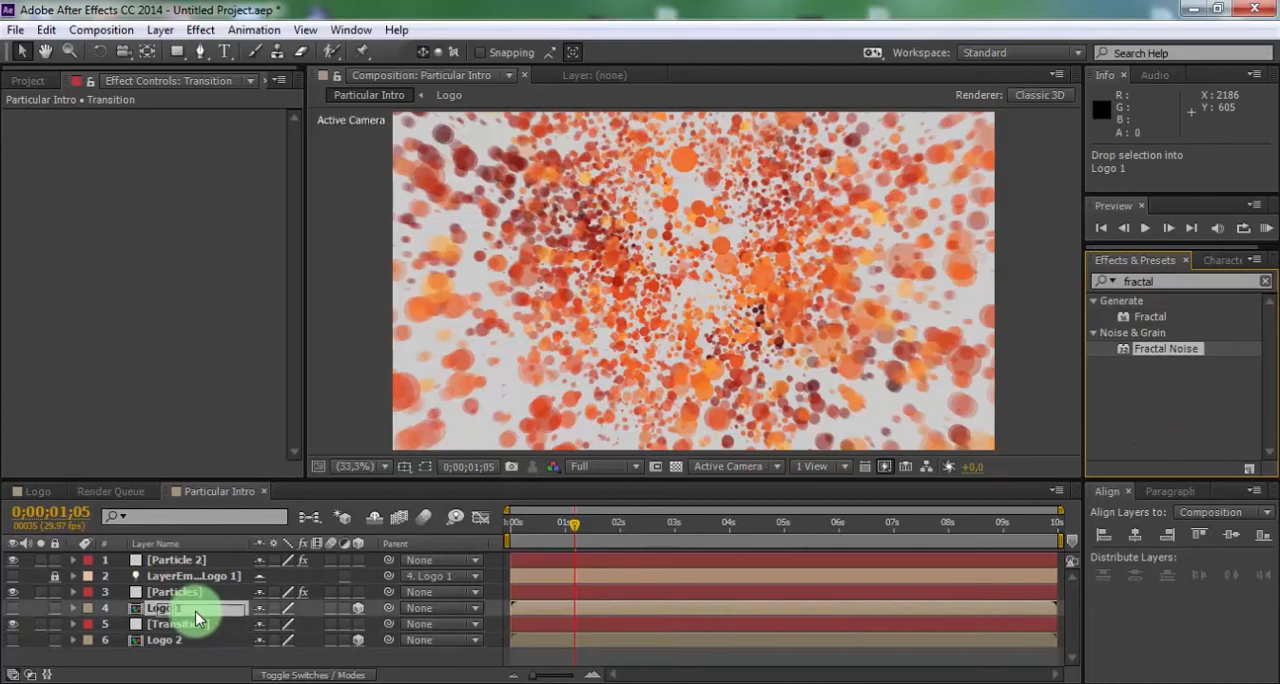 Adobe After Effects CC 2014 - Untitled Project.aep *
File Edit Composition Layer Effect Animation View Window Help
Snapping Workspace: Standard Search Help
Project Effect Controls: Transition Composition: Particular Intro Layer: (none) Info Audio
Particular Intro • Transition Particular Intro Logo Renderer: Classic 3D
Active Camera
R:
G:
B:
A: 0
X: 2186
Y: 605
Drop selection into
Logo 1
Preview
Effects & Presets Characte
fractal
Generate
Fractal
Noise & Grain
Fractal Noise
(33,3%) 0;00;01;05 Full Active Camera 1 View +0,0
Logo Render Queue Particular Intro
0;00;01;05
00035 (29.97 fps)
:00s 01s 02s 03s 04s 05s 06s 07s 08s 09s 10s
# Layer Name fx Parent
1 [Particle 2] fx None
2 LayerEm...Logo 1] 4. Logo 1
3 [Particles] fx None
4 Logo 1 None
5 [Transition] None
6 Logo 2 None
Toggle Switches / Modes
Align Paragraph
Align Layers to: Composition
Distribute Layers: